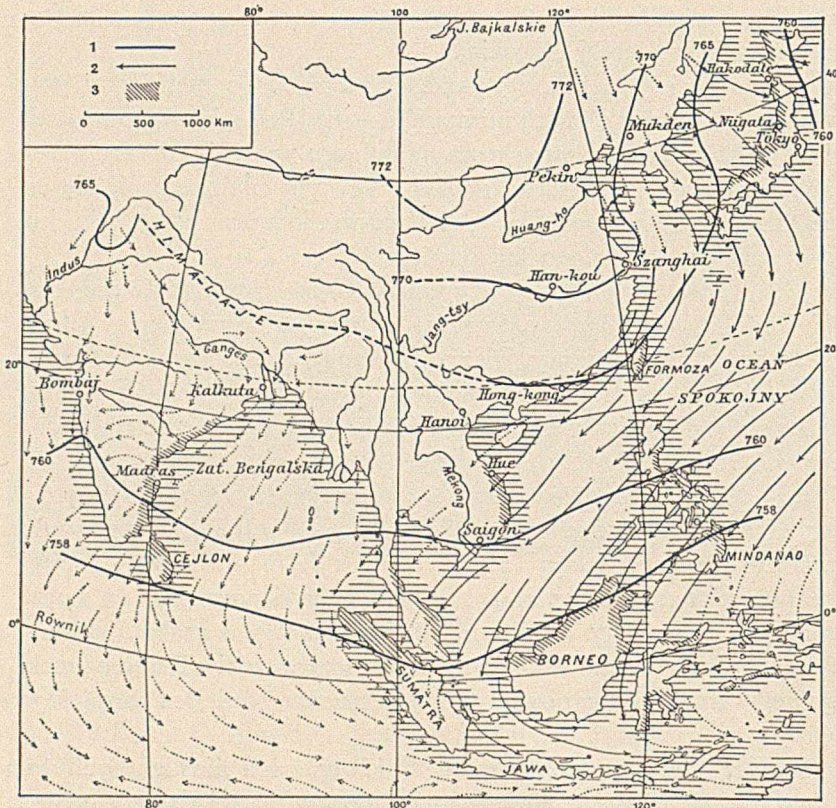 80° 100 120° 760
1
2
3
0 500 1000 Km
J. Bajkalskie
770
765
772
Hakodate
40
Mukden
Niigata
Tokyo
760
Pekin
772
765
Huang-ho
HIMALAJE
Indus
Szanghai
Han-kou
770
Jang-tsy
Ganges
20
FORMOZA
OCEAN
20
Bombaj
Kalkuta
Hong-kong
SPOKOJNY
Hanoi
760
760
Madras
Zat. Bengalska
Hue
Mekong
758
758
Saigon
CEJLON
MINDANAO
0°
Równik
0°
BORNEO
SUMATRA
JAWA
80° 100° 120°